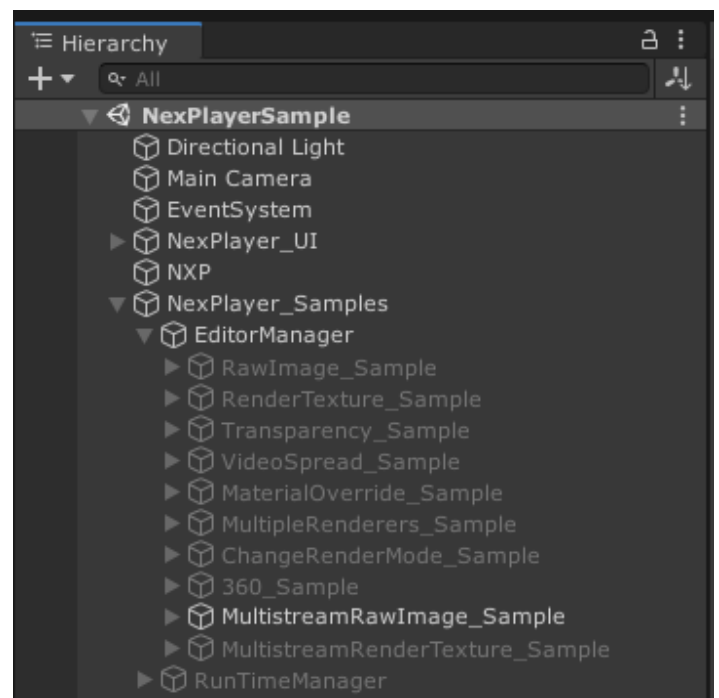 Hierarchy
All
NexPlayerSample
Directional Light
Main Camera
EventSystem
NexPlayer_UI
NXP
NexPlayer_Samples
EditorManager
RawImage_Sample
RenderTexture_Sample
Transparency_Sample
VideoSpread_Sample
MaterialOverride_Sample
MultipleRenderers_Sample
ChangeRenderMode_Sample
360_Sample
MultistreamRawImage_Sample
MultistreamRenderTexture_Sample
RunTimeManager